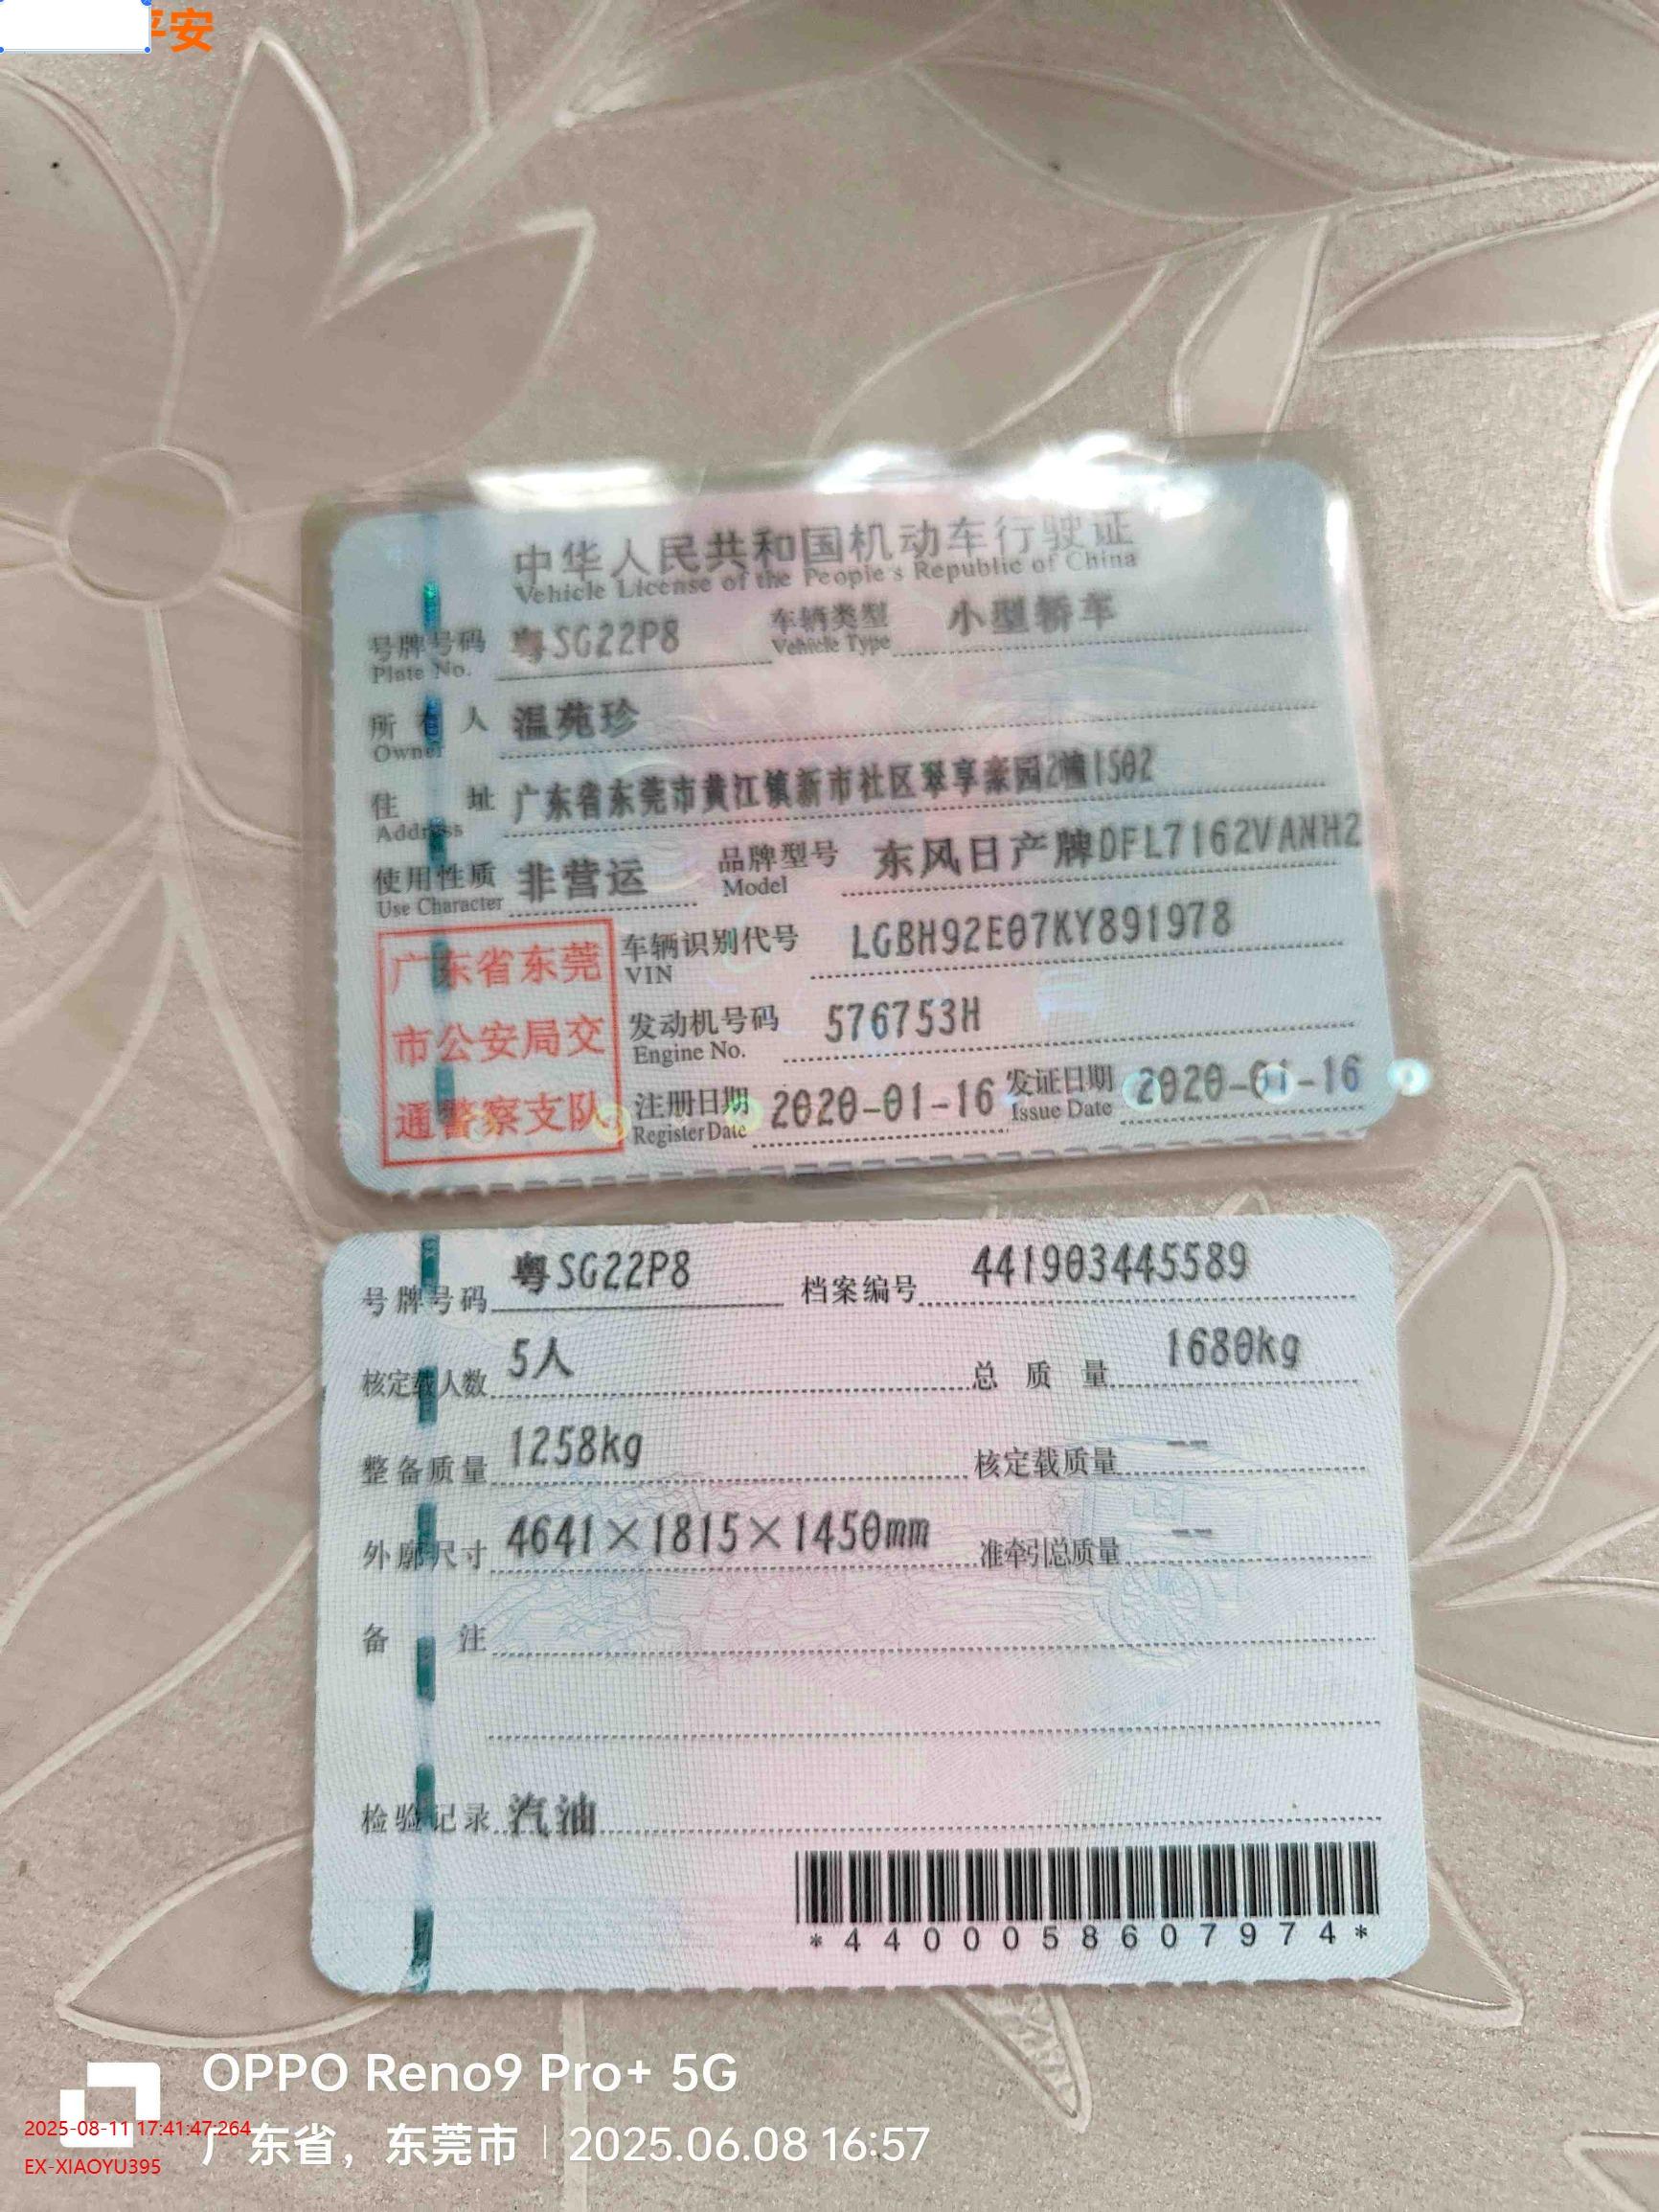 平安
中华人民共和国机动车行驶证
Vehicle License of the People's Republic of China
号牌号码 粤SG22P8 车辆类型 小型轿车
Plate No. Vehicle Type
所有人 温苑珍
Owner
住址 广东省东莞市黄江镇新市社区翠享豪园2幢1502
Address
使用性质 非营运 品牌型号 东风日产牌DFL7162VANH2
Use Character Model
广东省东莞
市公安局交
通警察支队
车辆识别代号 LGBH92E07KY891978
VIN
发动机号码 576753H
Engine No.
注册日期 2020-01-16 发证日期 2020-01-16
Register Date Issue Date
号牌号码 粤SG22P8 档案编号 441903445589
核定载人数 5人 总质量 1680kg
整备质量 1258kg 核定载质量 --
外廓尺寸 4641×1815×1450mm 准牵引总质量 --
备注
检验记录 汽油
*440005860797​4*
OPPO Reno9 Pro+ 5G
广东省，东莞市 | 2025.06.08 16:57
2025-08-11 17:41:47:264
EX-XIAOYU395